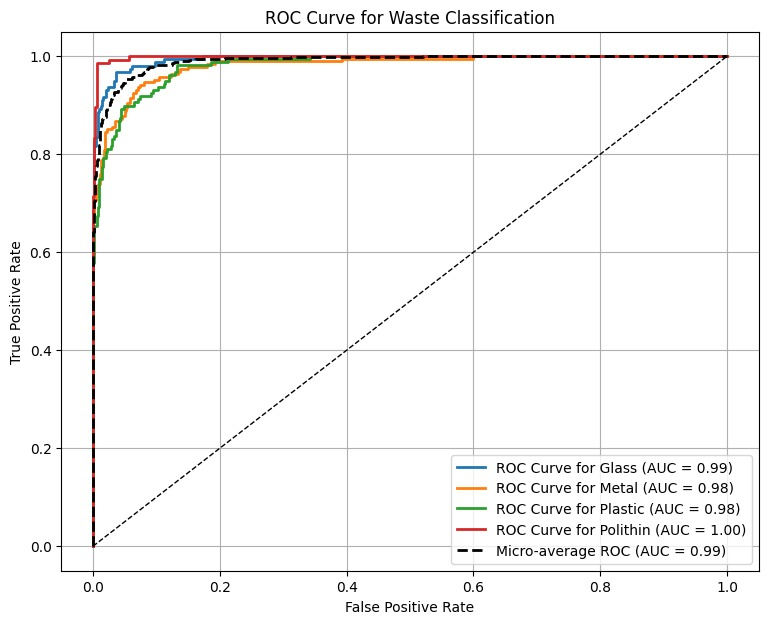 ROC Curve for Waste Classification
True Positive Rate
1.0
0.8
0.6
0.4
0.2
0.0
ROC Curve for Glass (AUC = 0.99)
ROC Curve for Metal (AUC = 0.98)
ROC Curve for Plastic (AUC = 0.98)
ROC Curve for Polithin (AUC = 1.00)
Micro-average ROC (AUC = 0.99)
0.0 0.2 0.4 0.6 0.8 1.0
False Positive Rate